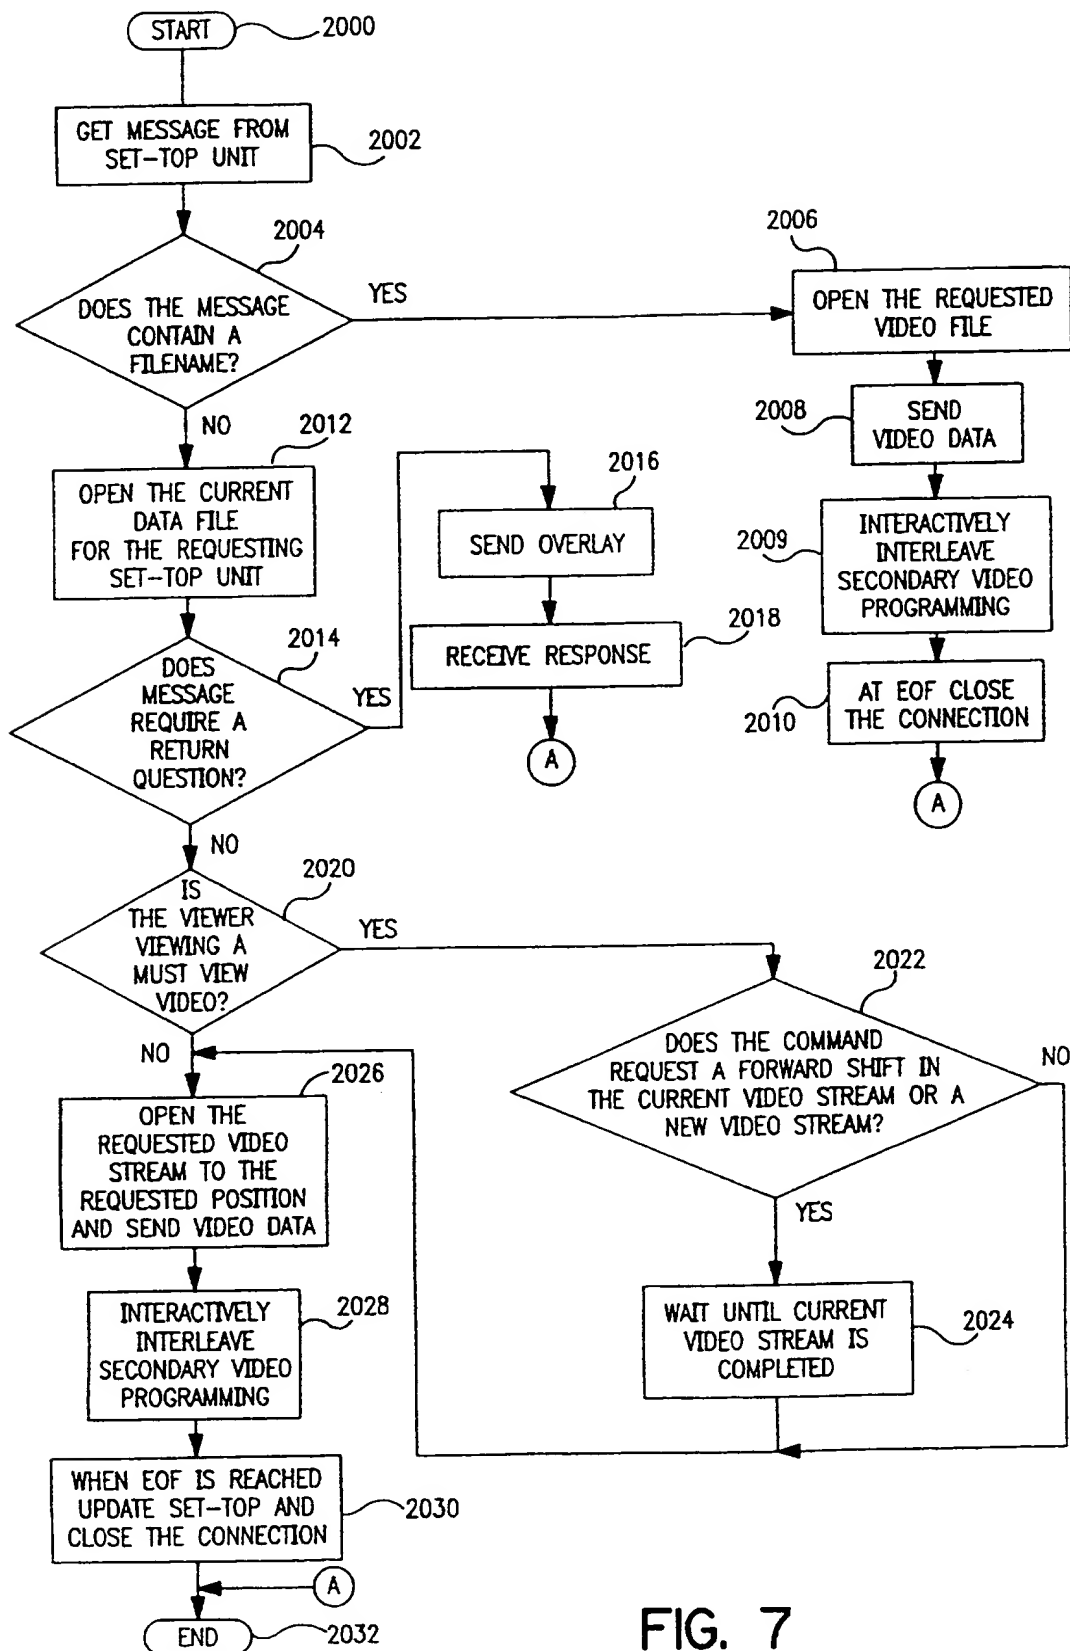 START
2000
GET MESSAGE FROM
SET-TOP UNIT
2002
2004
DOES THE MESSAGE
CONTAIN A
FILENAME?
YES
NO
2006
OPEN THE REQUESTED
VIDEO FILE
2008
SEND
VIDEO DATA
2009
INTERACTIVELY
INTERLEAVE
SECONDARY VIDEO
PROGRAMMING
2010
AT EOF CLOSE
THE CONNECTION
A
2012
OPEN THE CURRENT
DATA FILE
FOR THE REQUESTING
SET-TOP UNIT
2014
DOES
MESSAGE
REQUIRE A
RETURN
QUESTION?
YES
NO
2016
SEND OVERLAY
2018
RECEIVE RESPONSE
A
2020
IS
THE VIEWER
VIEWING A
MUST VIEW
VIDEO?
YES
NO
2022
DOES THE COMMAND
REQUEST A FORWARD SHIFT IN
THE CURRENT VIDEO STREAM OR A
NEW VIDEO STREAM?
NO
YES
WAIT UNTIL CURRENT
VIDEO STREAM IS
COMPLETED
2024
2026
OPEN THE
REQUESTED VIDEO
STREAM TO THE
REQUESTED POSITION
AND SEND VIDEO DATA
INTERACTIVELY
INTERLEAVE
SECONDARY VIDEO
PROGRAMMING
2028
WHEN EOF IS REACHED
UPDATE SET-TOP AND
CLOSE THE CONNECTION
2030
A
END
2032
FIG. 7